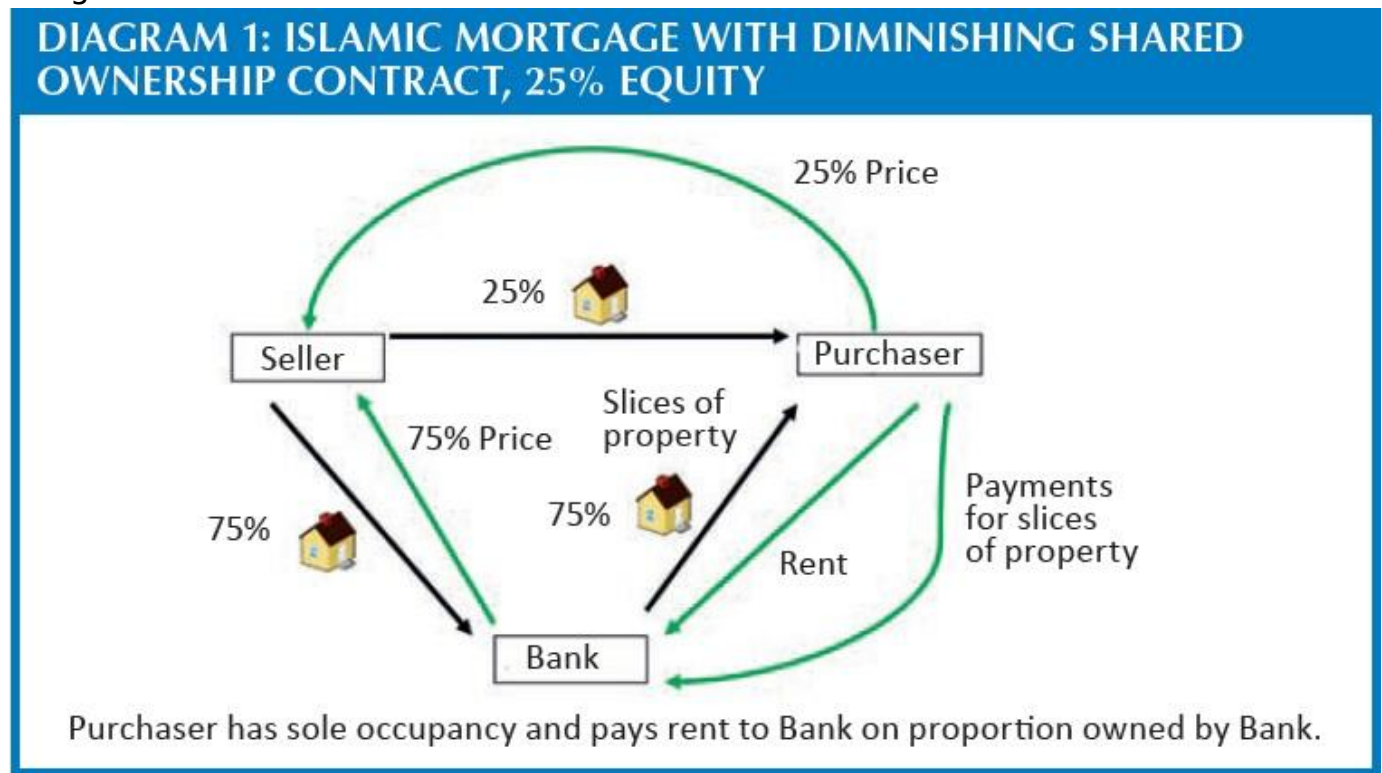 DIAGRAM 1: ISLAMIC MORTGAGE WITH DIMINISHING SHARED
OWNERSHIP CONTRACT, 25% EQUITY
25% Price
25%
Seller
Purchaser
Slices of
property
75% Price
75%
75%
Payments
for slices
of property
Rent
Bank
Purchaser has sole occupancy and pays rent to Bank on proportion owned by Bank.